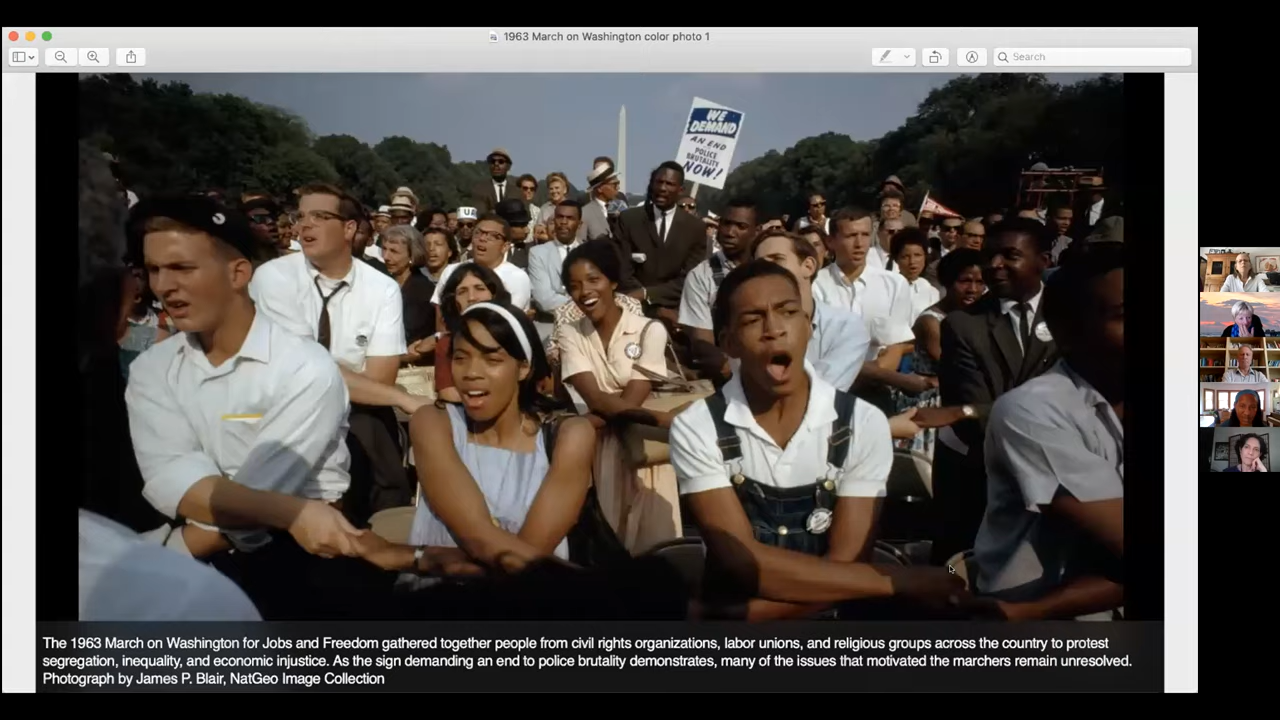 1963 March on Washington color photo 1
Search
WE
DEMAND
AN END
TO
POLICE
BRUTALITY
NOW!
UA
The 1963 March on Washington for Jobs and Freedom gathered together people from civil rights organizations, labor unions, and religious groups across the country to protest
segregation, inequality, and economic injustice. As the sign demanding an end to police brutality demonstrates, many of the issues that motivated the marchers remain unresolved.
Photograph by James P. Blair, NatGeo Image Collection